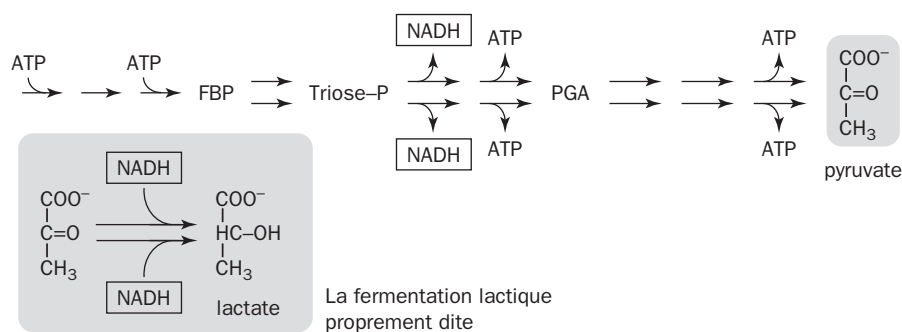 NADH
ATP
ATP
ATP
ATP
ATP
FBP
Triose–P
PGA
COO⁻
C=O
CH₃
NADH
ATP
ATP
pyruvate
NADH
COO⁻
C=O
CH₃
COO⁻
HC–OH
CH₃
NADH
lactate
La fermentation lactique
proprement dite